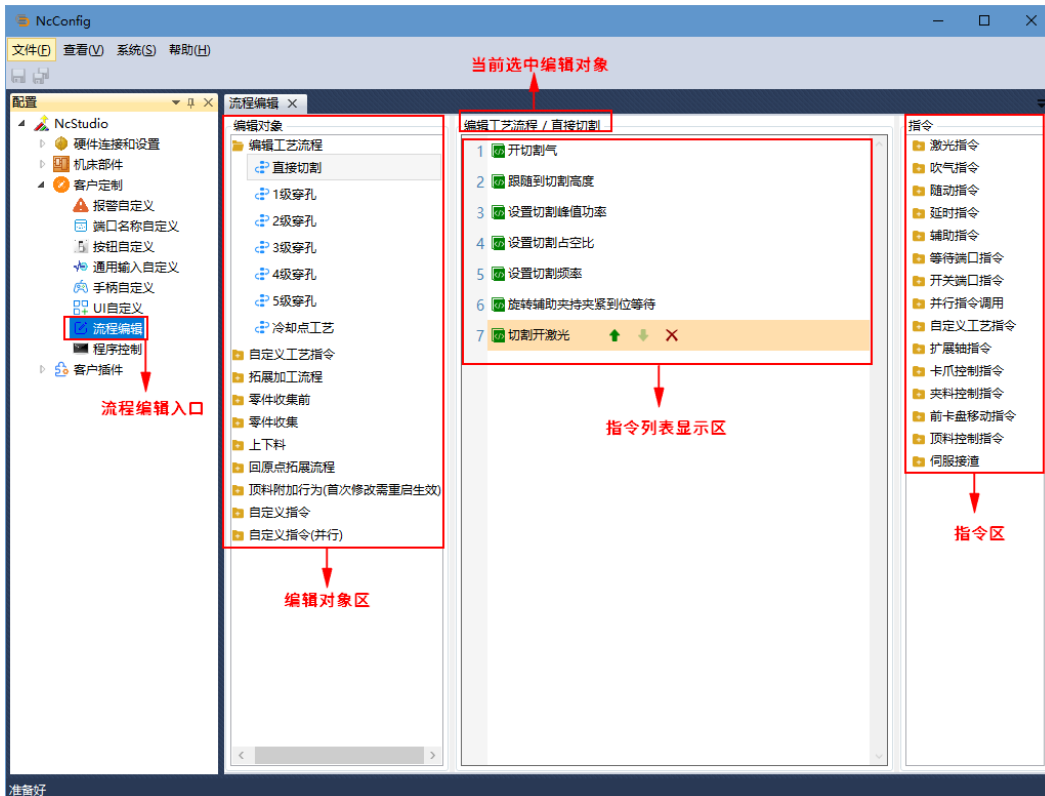 NcConfig
文件(F) 查看(V) 系统(S) 帮助(H)
当前选中编辑对象
配置
NcStudio
硬件连接和设置
机床部件
客户定制
报警自定义
端口名称自定义
按钮自定义
通用输入自定义
手柄自定义
UI自定义
流程编辑
程序控制
客户插件
流程编辑入口
流程编辑
编辑对象
编辑工艺流程
直接切割
1级穿孔
2级穿孔
3级穿孔
4级穿孔
5级穿孔
冷却点工艺
自定义工艺指令
拓展加工流程
零件收集前
零件收集
上下料
回原点拓展流程
顶料附加行为(首次修改需重启生效)
自定义指令
自定义指令(并行)
编辑对象区
编辑工艺流程 / 直接切割
1 开切割气
2 跟随到切割高度
3 设置切割峰值功率
4 设置切割占空比
5 设置切割频率
6 旋转辅助夹持夹紧到位等待
7 切割开激光
指令列表显示区
指令
激光指令
吹气指令
随动指令
延时指令
辅助指令
等待端口指令
开关端口指令
并行指令调用
自定义工艺指令
扩展轴指令
卡爪控制指令
夹料控制指令
前卡盘移动指令
顶料控制指令
伺服接渣
指令区
准备好